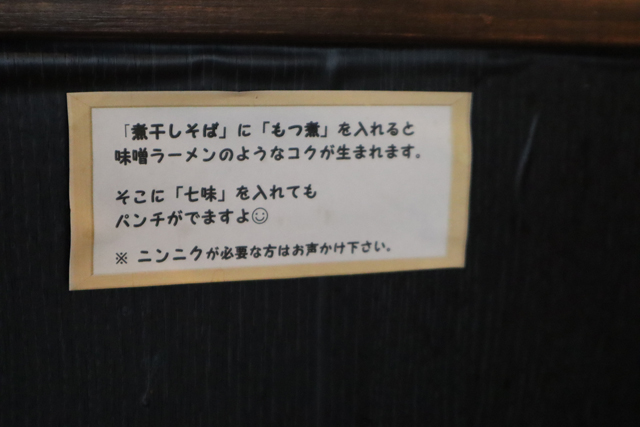 「煮干しそば」に「もつ煮」を入れると
味噌ラーメンのようなコクが生まれます。
そこに「七味」を入れても
パンチがでますよ☺
※ ニンニクが必要な方はお声かけ下さい。